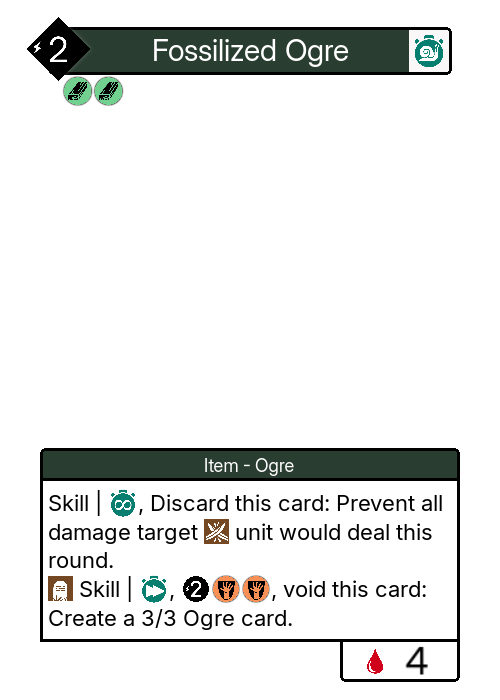 2
Fossilized Ogre
Item - Ogre
Skill | , Discard this card: Prevent all
damage target unit would deal this
round.
Skill | , 2 , void this card:
Create a 3/3 Ogre card.
4